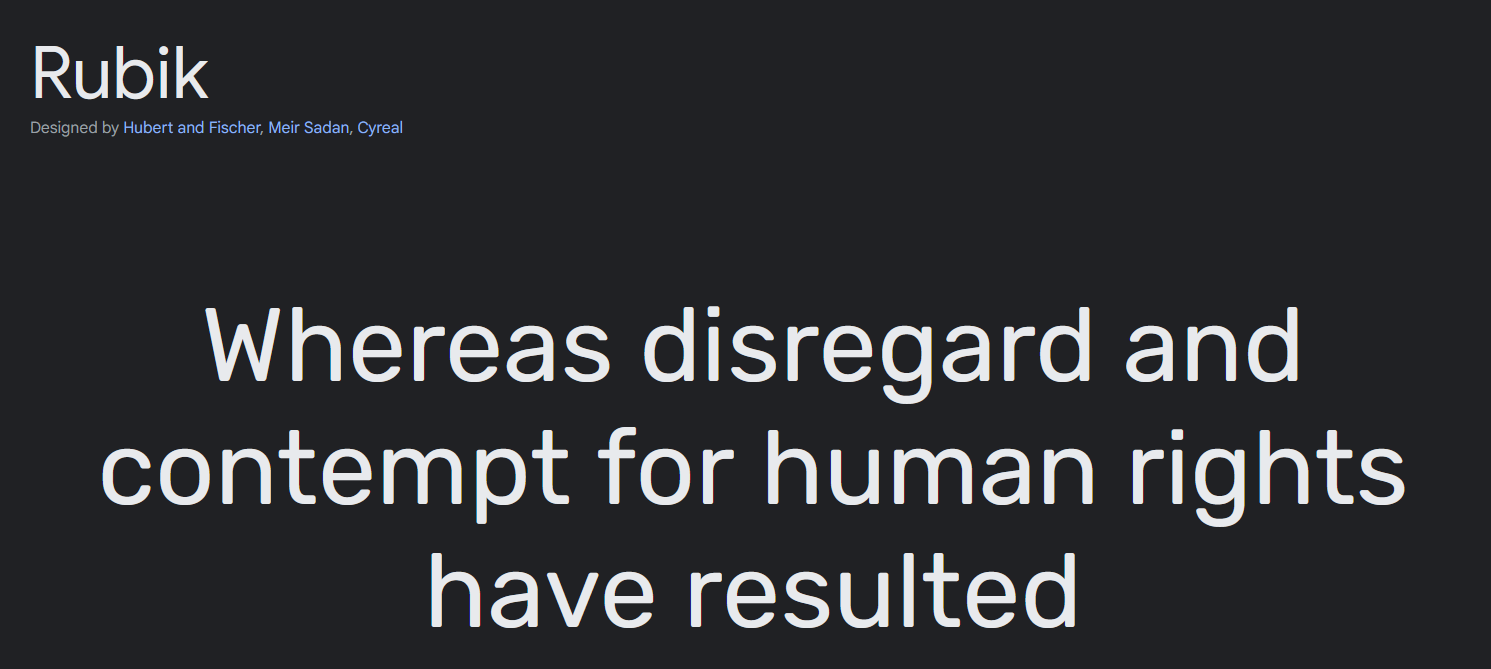 Rubik
Designed by Hubert and Fischer, Meir Sadan, Cyreal
Whereas disregard and
contempt for human rights
have resulted